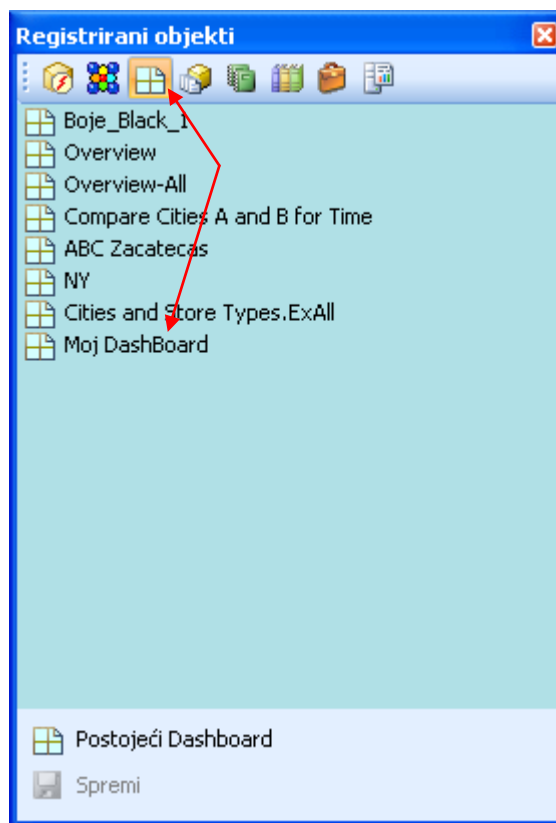 Registrirani objekti
Boje_Black_1
Overview
Overview-All
Compare Cities A and B for Time
ABC Zacatecas
NY
Cities and Store Types.ExAll
Moj DashBoard
Postojeći Dashboard
Spremi